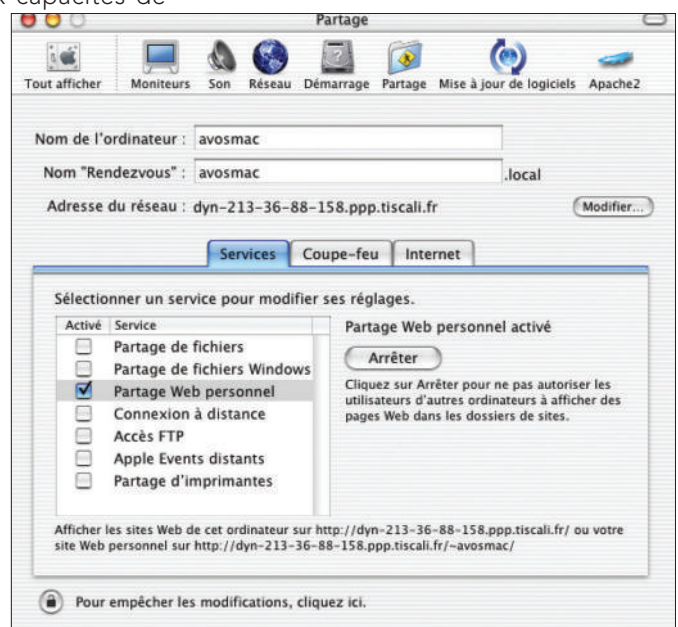 capacités de
Partage
Tout afficher Moniteurs Son Réseau Démarrage Partage Mise à jour de logiciels Apache2
Nom de l'ordinateur : avosmac
Nom "Rendezvous" : avosmac .local
Adresse du réseau : dyn-213-36-88-158.ppp.tiscali.fr Modifier...
Services Coupe-feu Internet
Sélectionner un service pour modifier ses réglages.
Activé Service
Partage de fichiers
Partage de fichiers Windows
Partage Web personnel
Connexion à distance
Accès FTP
Apple Events distants
Partage d'imprimantes
Partage Web personnel activé
Arrêter
Cliquez sur Arrêter pour ne pas autoriser les
utilisateurs d'autres ordinateurs à afficher des
pages Web dans les dossiers de sites.
Afficher les sites Web de cet ordinateur sur http://dyn-213-36-88-158.ppp.tiscali.fr/ ou votre
site Web personnel sur http://dyn-213-36-88-158.ppp.tiscali.fr/~avosmac/
Pour empêcher les modifications, cliquez ici.